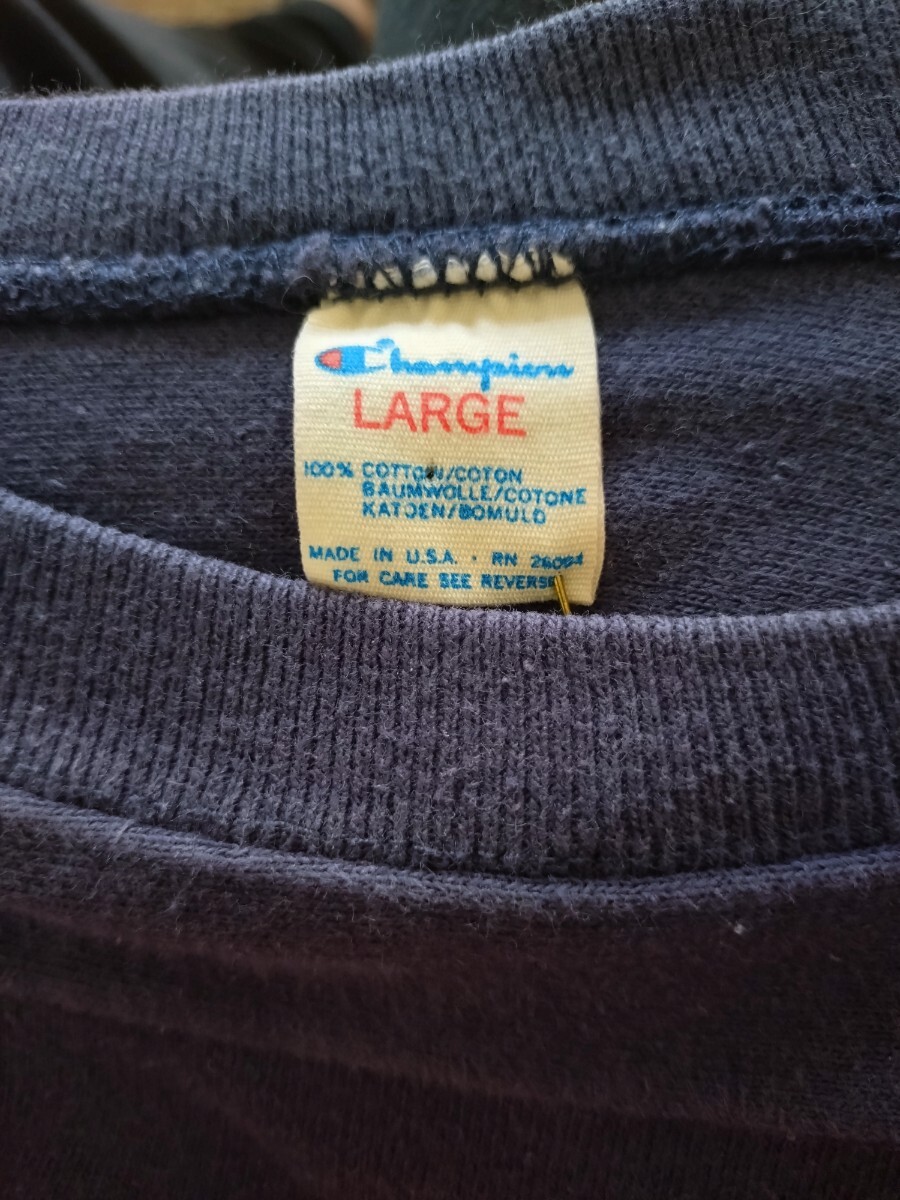 Champion
LARGE
100% COTTON/COTON
BAUMWOLLE/COTONE
KATOEN/BOMULD
MADE IN U.S.A. · RN 26094
FOR CARE SEE REVERSE